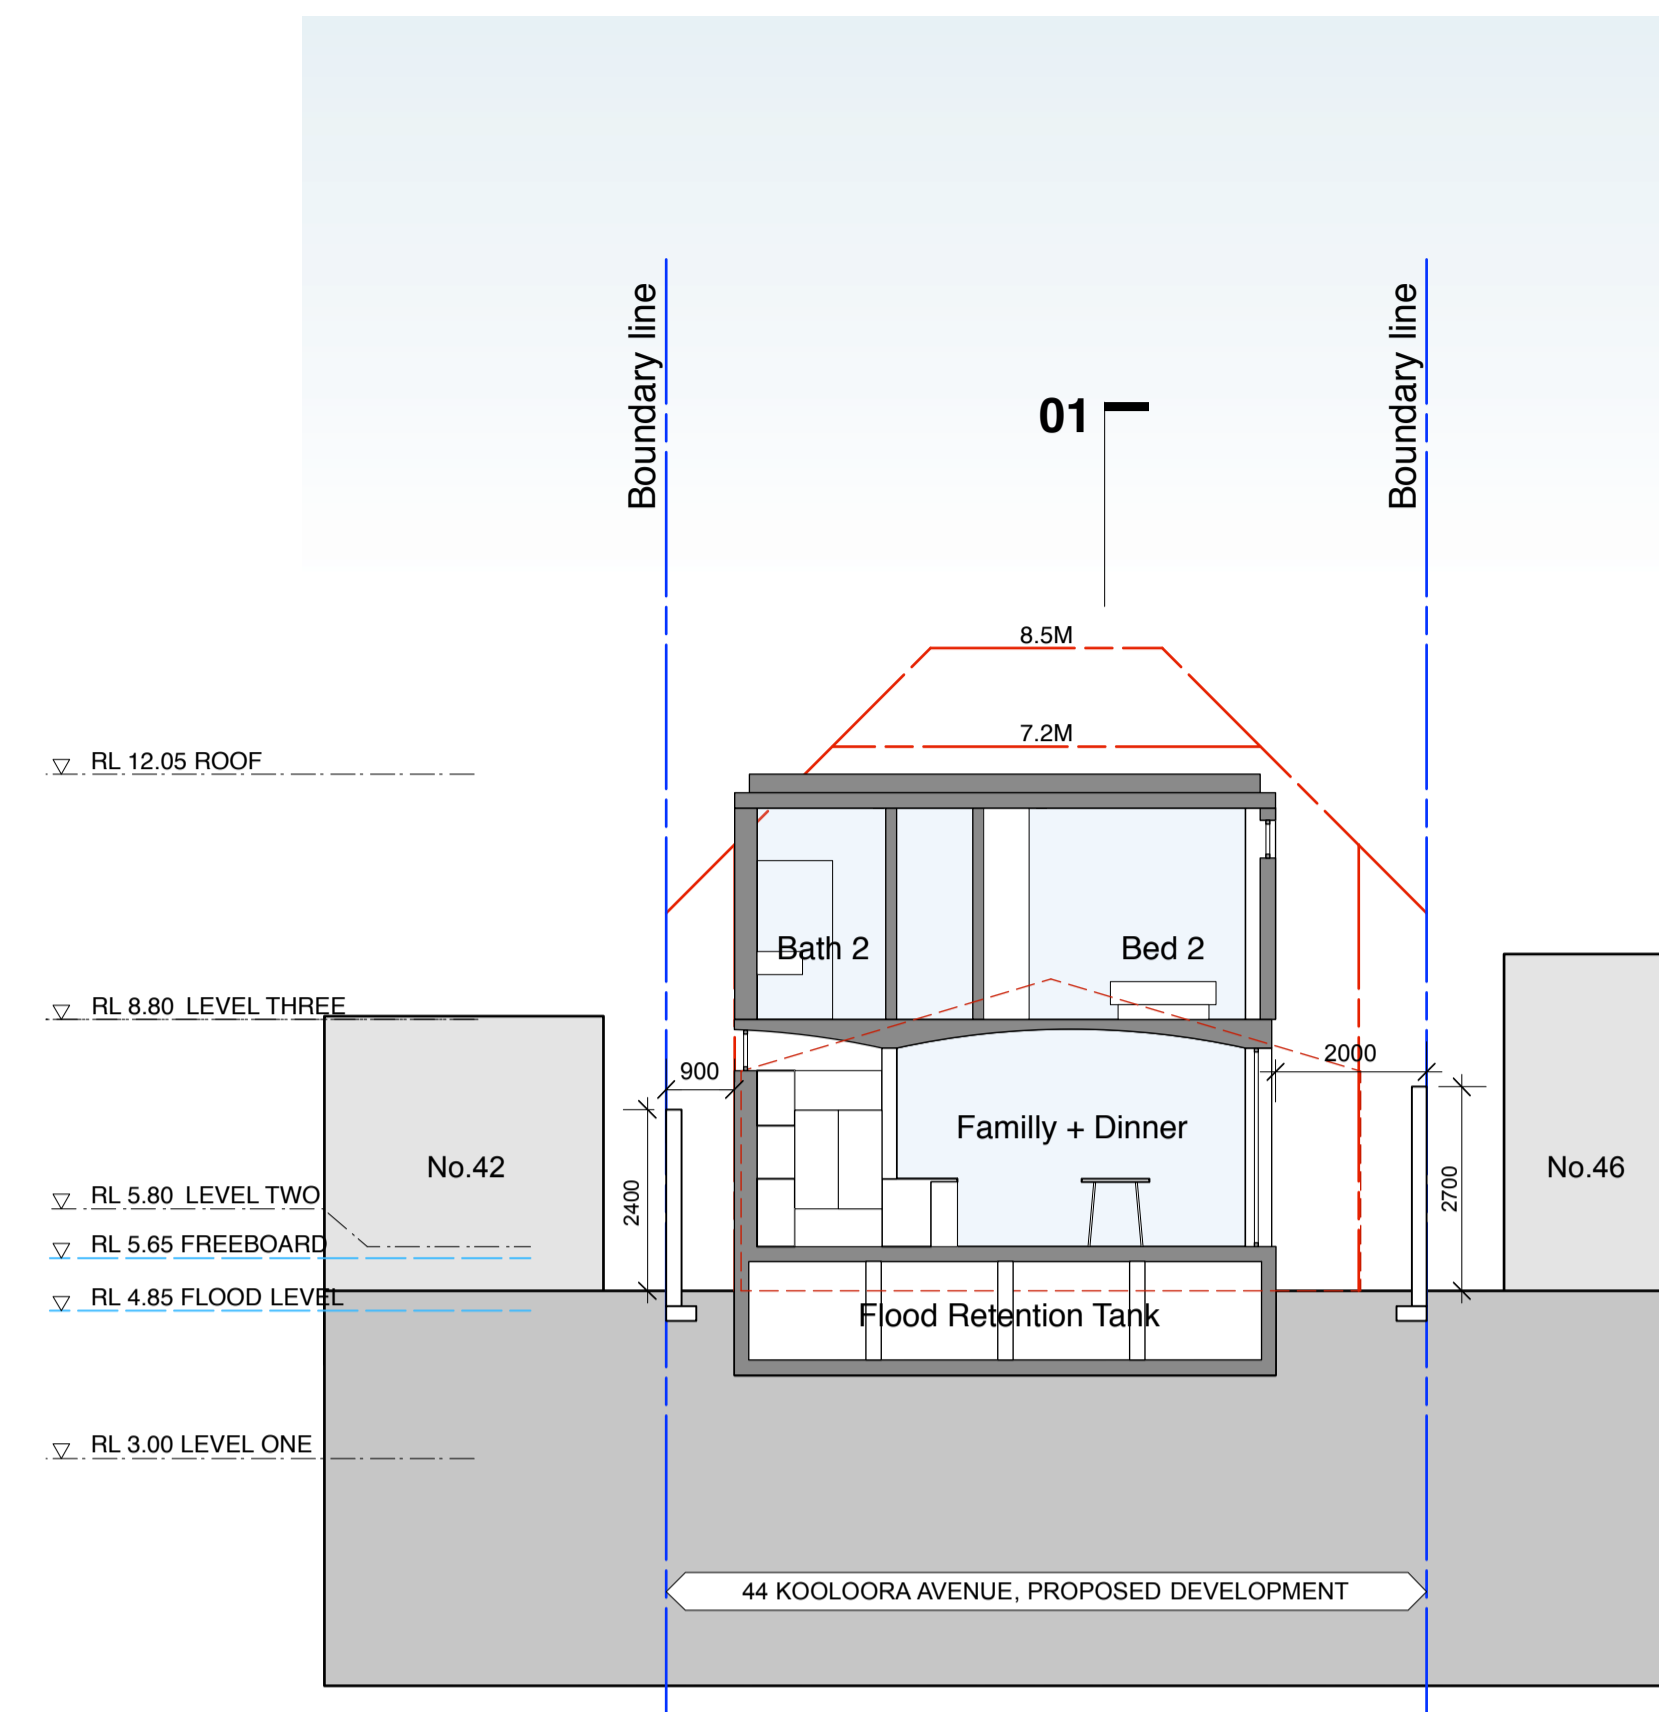 Boundary line
Boundary line
01
8.5M
7.2M
RL 12.05 ROOF
Bath 2
Bed 2
RL 8.80 LEVEL THREE
900
2000
Familly + Dinner
No.42
No.46
2400
2700
RL 5.80 LEVEL TWO
RL 5.65 FREEBOARD
RL 4.85 FLOOD LEVEL
Flood Retention Tank
RL 3.00 LEVEL ONE
44 KOOLOORA AVENUE, PROPOSED DEVELOPMENT